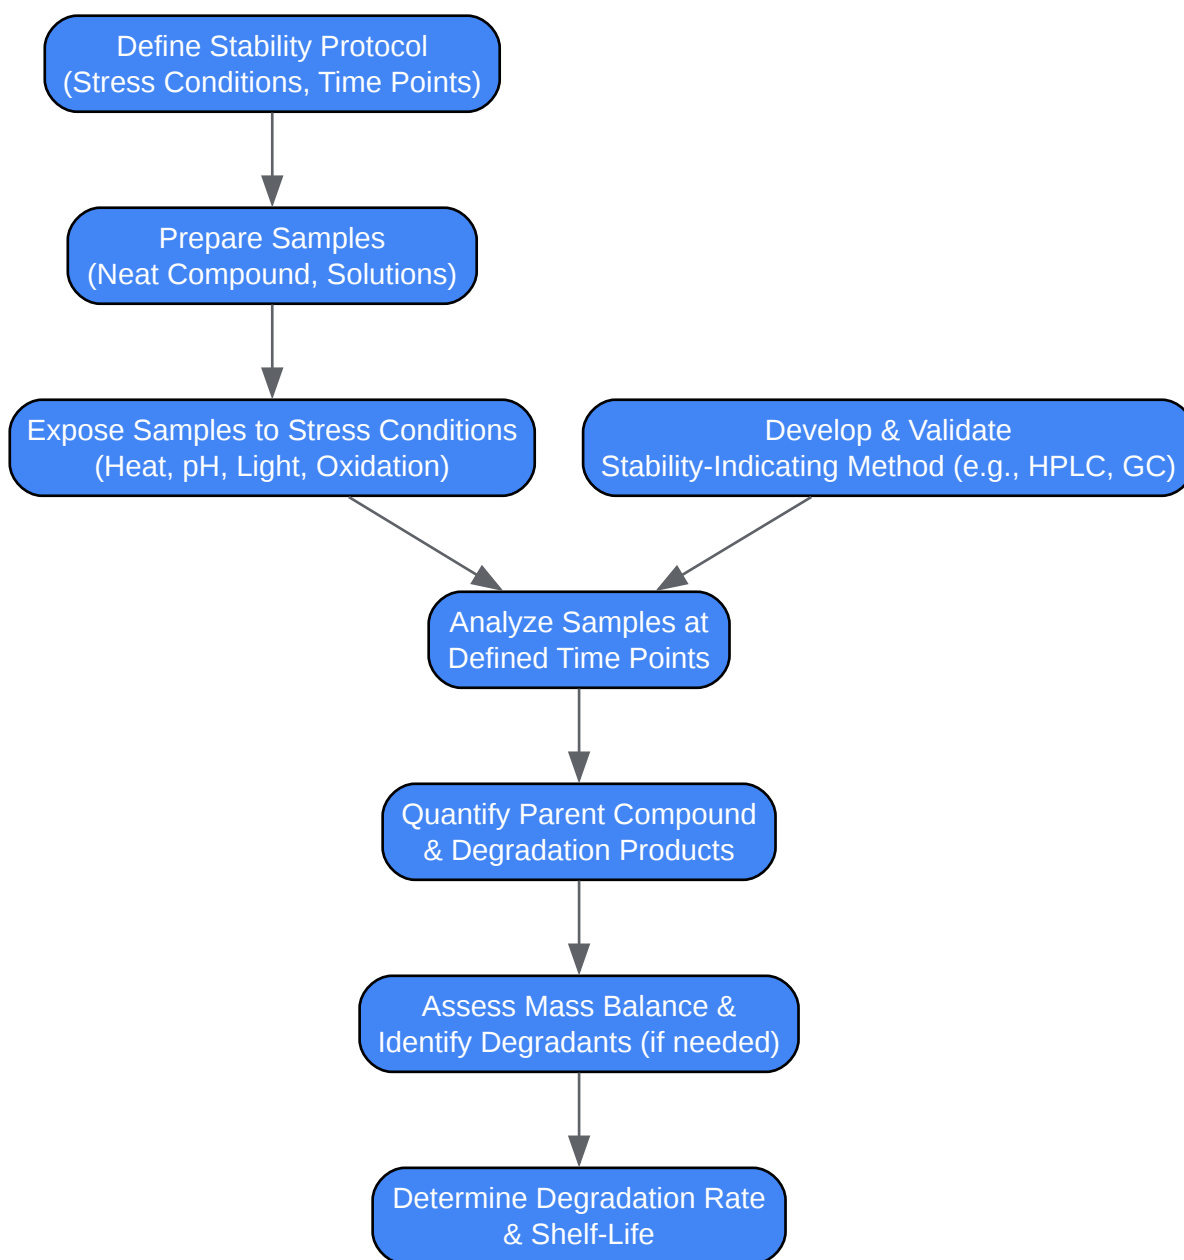 Define Stability Protocol
(Stress Conditions, Time Points)
Prepare Samples
(Neat Compound, Solutions)
Expose Samples to Stress Conditions
(Heat, pH, Light, Oxidation)
Develop & Validate
Stability-Indicating Method (e.g., HPLC, GC)
Analyze Samples at
Defined Time Points
Quantify Parent Compound
& Degradation Products
Assess Mass Balance &
Identify Degradants (if needed)
Determine Degradation Rate
& Shelf-Life